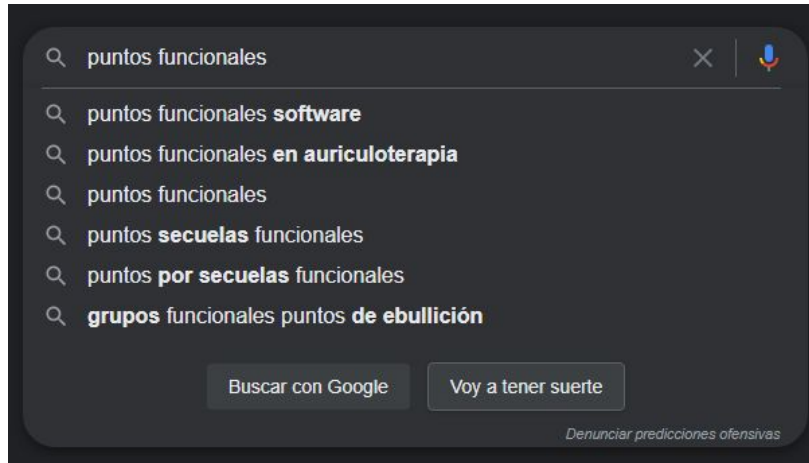 puntos funcionales
puntos funcionales software
puntos funcionales en auriculoterapia
puntos funcionales
puntos secuelas funcionales
puntos por secuelas funcionales
grupos funcionales puntos de ebullición
Buscar con Google Voy a tener suerte
Denunciar predicciones ofensivas